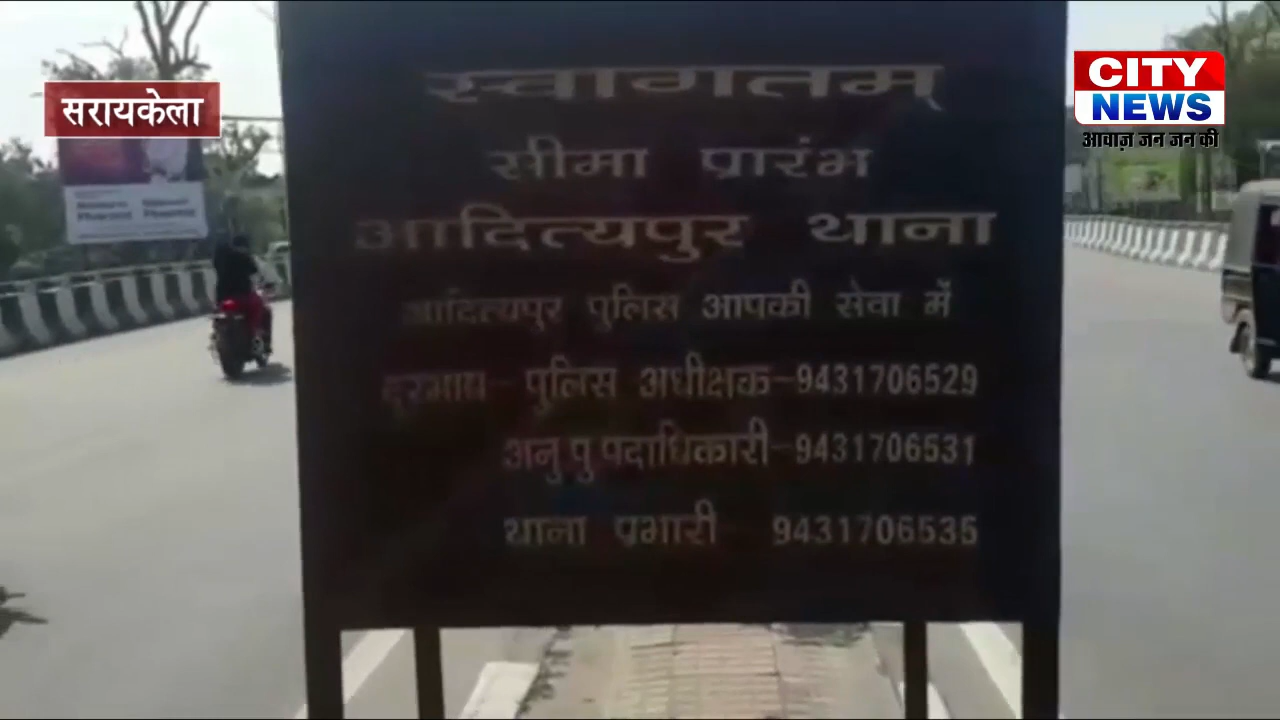 सरायकेला
CITY
NEWS
आवाज़ जन जन की
स्वागतम्
सीमा प्रारंभ
आदित्यपुर थाना
आदित्यपुर पुलिस आपकी सेवा में
दुरभाष- पुलिस अधीक्षक-9431706529
अनु पु पदाधिकारी-9431706531
थाना प्रभारी 9431706535